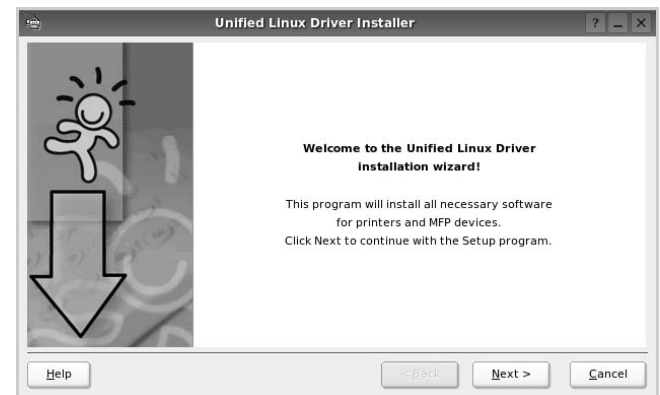 Unified Linux Driver Installer
Welcome to the Unified Linux Driver
installation wizard!
This program will install all necessary software
for printers and MFP devices.
Click Next to continue with the Setup program.
Help
< Back
Next >
Cancel